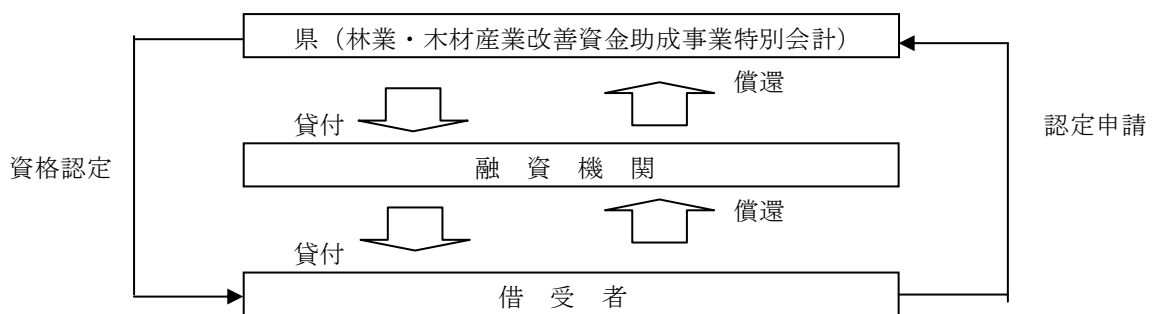 県（林業・木材産業改善資金助成事業特別会計）
償還
貸付
認定申請
資格認定
融資機関
償還
貸付
借受者